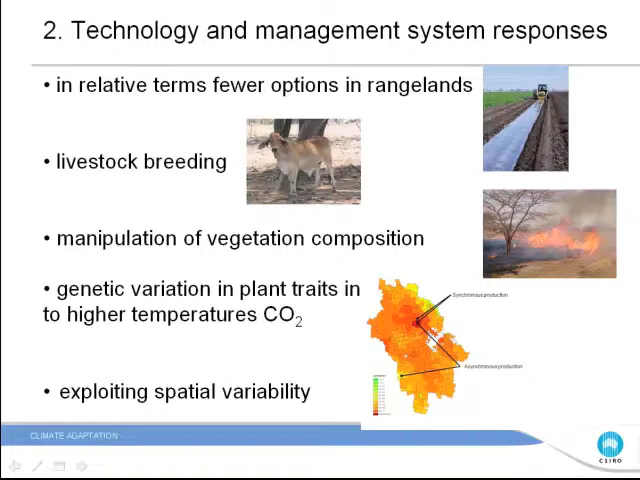 2. Technology and management system responses
• in relative terms fewer options in rangelands
• livestock breeding
• manipulation of vegetation composition
• genetic variation in plant traits in
to higher temperatures CO2
Synchronous production
Asynchronous production
• exploiting spatial variability
CLIMATE ADAPTATION
CSIRO